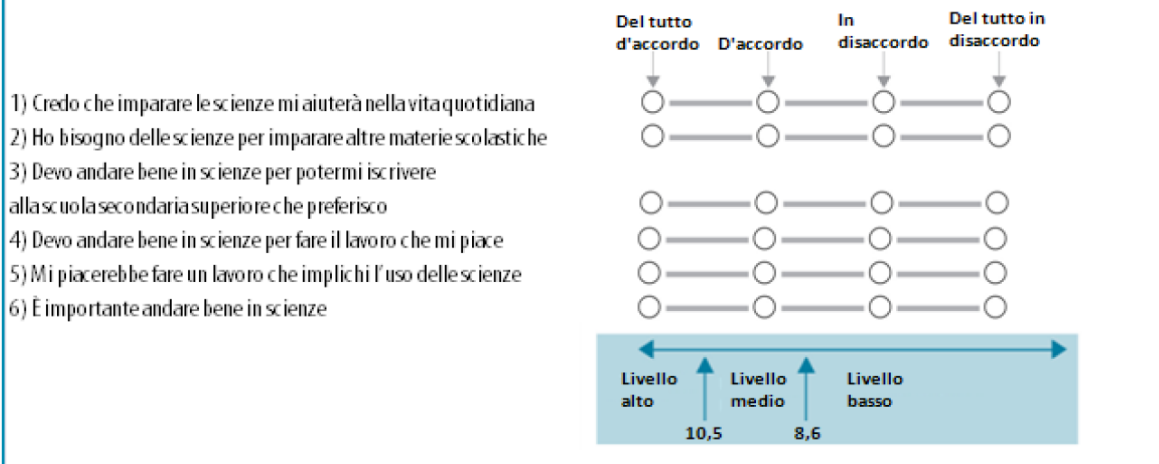 Del tutto d'accordo
D'accordo
In disaccordo
Del tutto in disaccordo
1) Credo che imparare le scienze mi aiuterà nella vita quotidiana
2) Ho bisogno delle scienze per imparare altre materie scolastiche
3) Devo andare bene in scienze per potermi iscrivere
alla scuola secondaria superiore che preferisco
4) Devo andare bene in scienze per fare il lavoro che mi piace
5) Mi piacerebbe fare un lavoro che implichi l'uso delle scienze
6) È importante andare bene in scienze
Livello alto
Livello medio
Livello basso
10,5
8,6